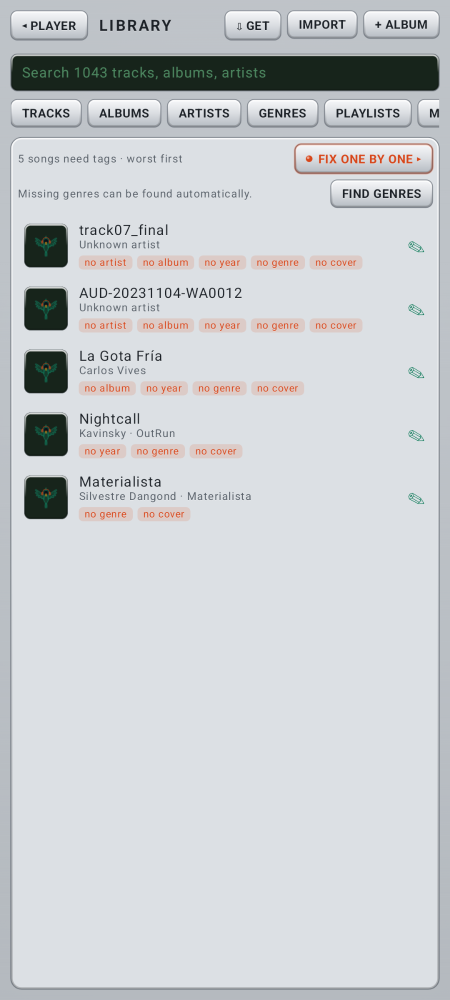 ◂ PLAYER LIBRARY ⇩ GET IMPORT + ALBUM
Search 1043 tracks, albums, artists
TRACKS ALBUMS ARTISTS GENRES PLAYLISTS M
5 songs need tags · worst first FIX ONE BY ONE ▸
Missing genres can be found automatically. FIND GENRES
track07_final
Unknown artist
no artist no album no year no genre no cover
AUD-20231104-WA0012
Unknown artist
no artist no album no year no genre no cover
La Gota Fría
Carlos Vives
no album no year no genre no cover
Nightcall
Kavinsky · OutRun
no year no genre no cover
Materialista
Silvestre Dangond · Materialista
no genre no cover